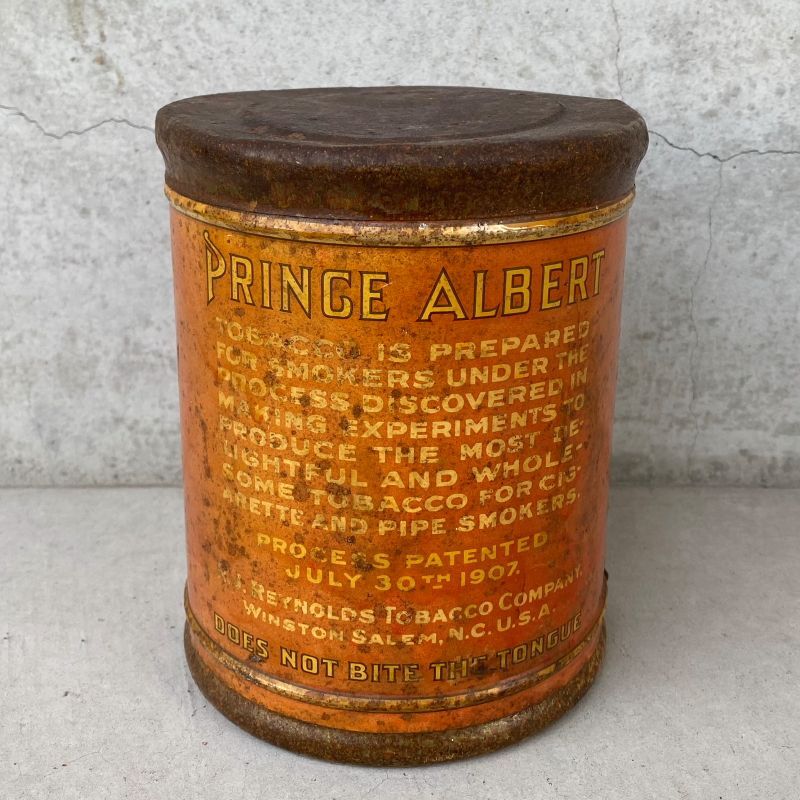 PRINCE ALBERT
TOBACCO IS PREPARED
FOR SMOKERS UNDER THE
PROCESS DISCOVERED IN
MAKING EXPERIMENTS TO
PRODUCE THE MOST DE-
LIGHTFUL AND WHOLE-
SOME TOBACCO FOR CIG-
ARETTE AND PIPE SMOKERS.
PROCESS PATENTED
JULY 30TH 1907.
R.J. REYNOLDS TOBACCO COMPANY.
WINSTON SALEM, N.C. U.S.A.
DOES NOT BITE THE TONGUE